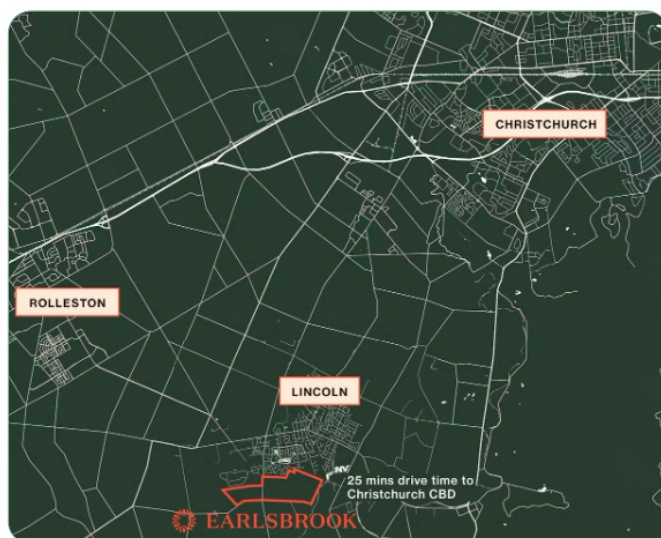 CHRISTCHURCH
ROLLESTON
LINCOLN
25 mins drive time to
Christchurch CBD
EARLSBROOK